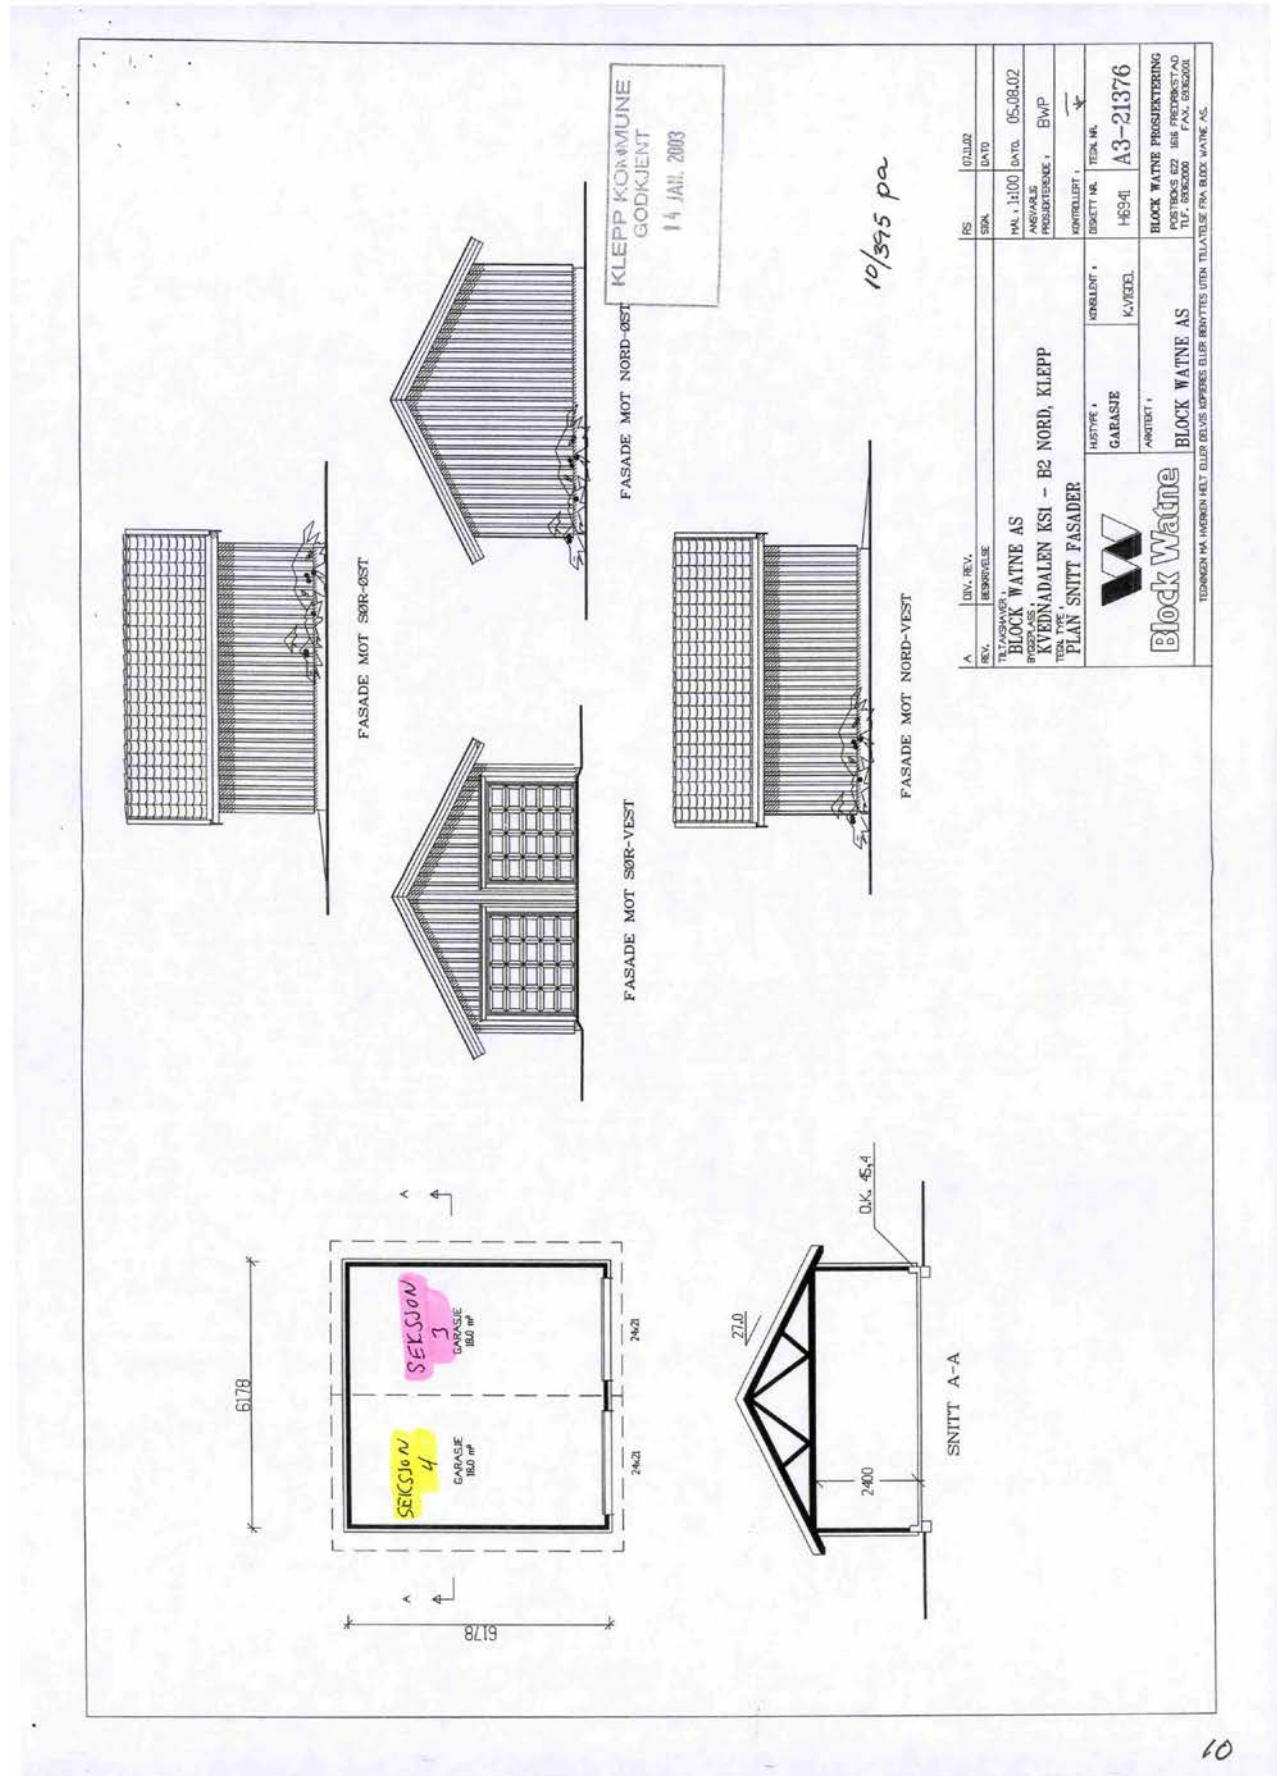 KLEPP KOMMUNE
GODKJENT
14 JAN. 2003
10/395 pa
FASADE MOT SØR-ØST
FASADE MOT NORD-ØST
FASADE MOT SØR-VEST
FASADE MOT NORD-VEST
6178
6178
A
A
SEKSJON
4
GARASJE
18.0 m²
24x21
SEKSJON
3
GARASJE
18.0 m²
24x21
27.0
2400
O.K. 45,4
SNITT A-A
A DIV. REV. RS 07.11.02
REV. BESKRIVELSE SIGN. DATO
TILTAKSHAVER :
BLOCK WATNE AS
MAL : 1:100 DATO. 05.08.02
BYGGEPLASS :
KVEDNADALEN KS1 - B2 NORD, KLEPP
ANSVARLIG
PROSJEKTERENDE : BWP
TEGN. TYPE :
PLAN SNITT FASADER
KONTROLLERT :
HUSTYPE :
GARASJE
KONSULENT :
K.VIGDEL
DISKETT NR.
H6941
TEGN. NR.
A3-21376
Block Watne
ARKITEKT :
BLOCK WATNE AS
BLOCK WATNE PROSJEKTERING
POSTBOKS 622 1616 FREDRIKSTAD
TLF. 69362000 FAX. 69362001
TEGNINGEN MA HVERKEN HELT ELLER DELVIS KOPIERES ELLER BENYTTES UTEN TILLATELSE FRA BLOCK WATNE AS.
10